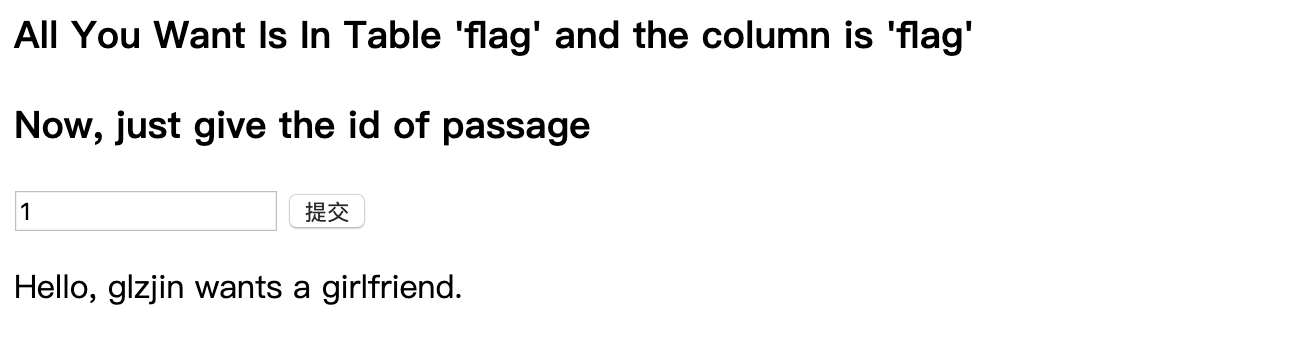 All You Want Is In Table 'flag' and the column is 'flag'
Now, just give the id of passage
1 提交
Hello, glzjin wants a girlfriend.